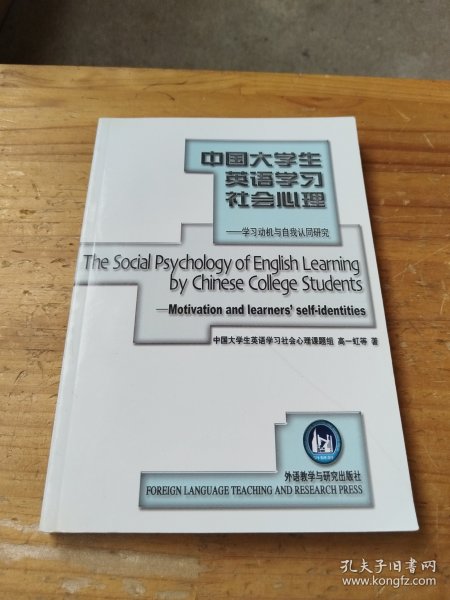 中国大学生
英语学习
社会心理
——学习动机与自我认同研究
The Social Psychology of English Learning
by Chinese College Students
—Motivation and learners' self-identities
中国大学生英语学习社会心理课题组 高一虹等 著
外语教学与研究出版社
FOREIGN LANGUAGE TEACHING AND RESEARCH PRESS
孔夫子旧书网
www.kongfz.com